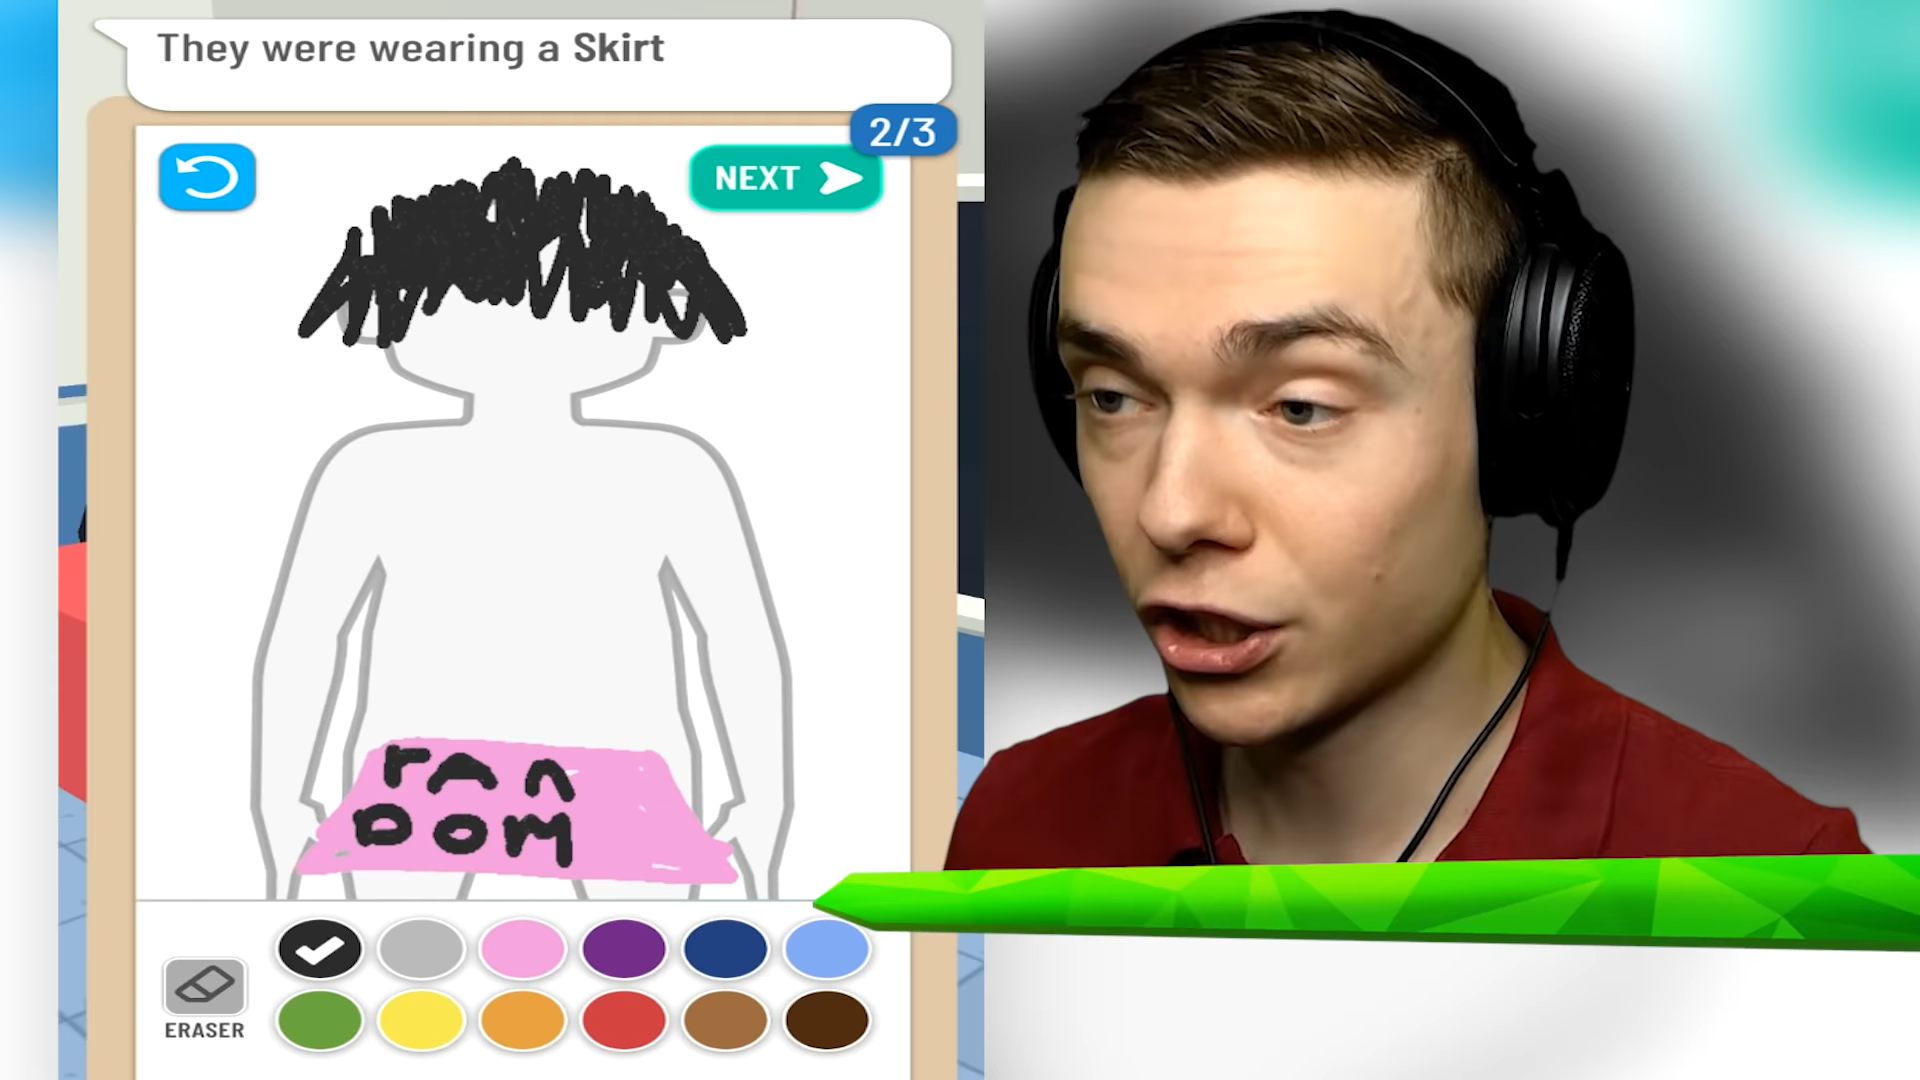 They were wearing a Skirt
2/3
NEXT
ran
DOM
ERASER